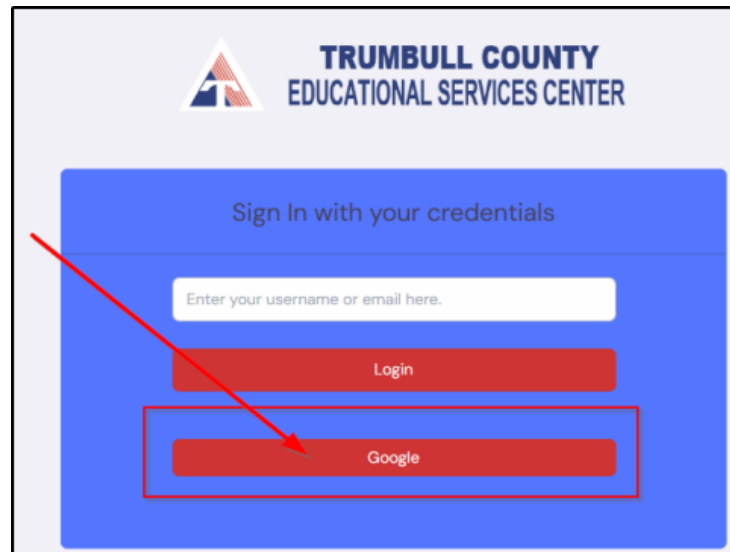 TRUMBULL COUNTY
EDUCATIONAL SERVICES CENTER
Sign In with your credentials
Enter your username or email here.
Login
Google